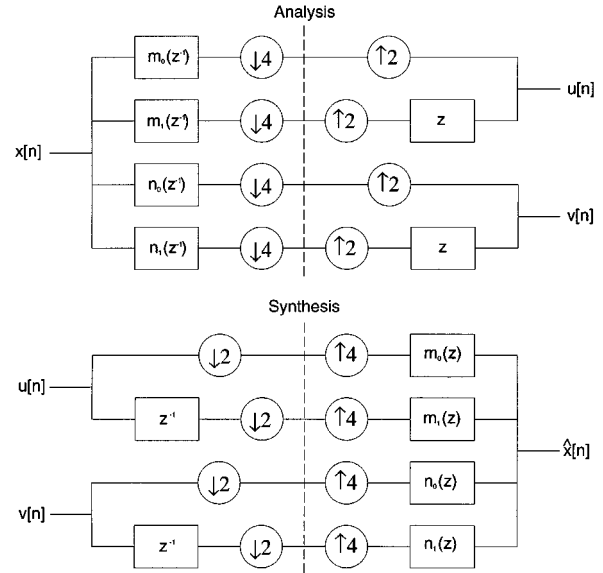 Analysis
m₀(z⁻¹) ↓4 ↑2
u[n]
m₁(z⁻¹) ↓4 ↑2 z
x[n]
n₀(z⁻¹) ↓4 ↑2
v[n]
n₁(z⁻¹) ↓4 ↑2 z
Synthesis
↓2 ↑4 m₀(z)
u[n]
z⁻¹ ↓2 ↑4 m₁(z)
x̂[n]
↓2 ↑4 n₀(z)
v[n]
z⁻¹ ↓2 ↑4 n₁(z)